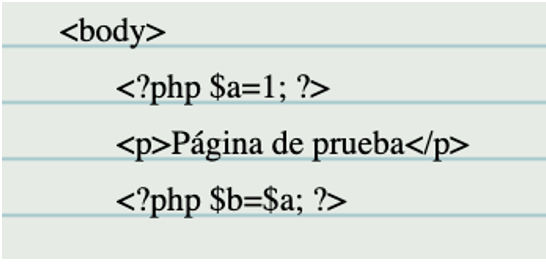 <body>
<?php $a=1; ?>
<p>Página de prueba</p>
<?php $b=$a; ?>